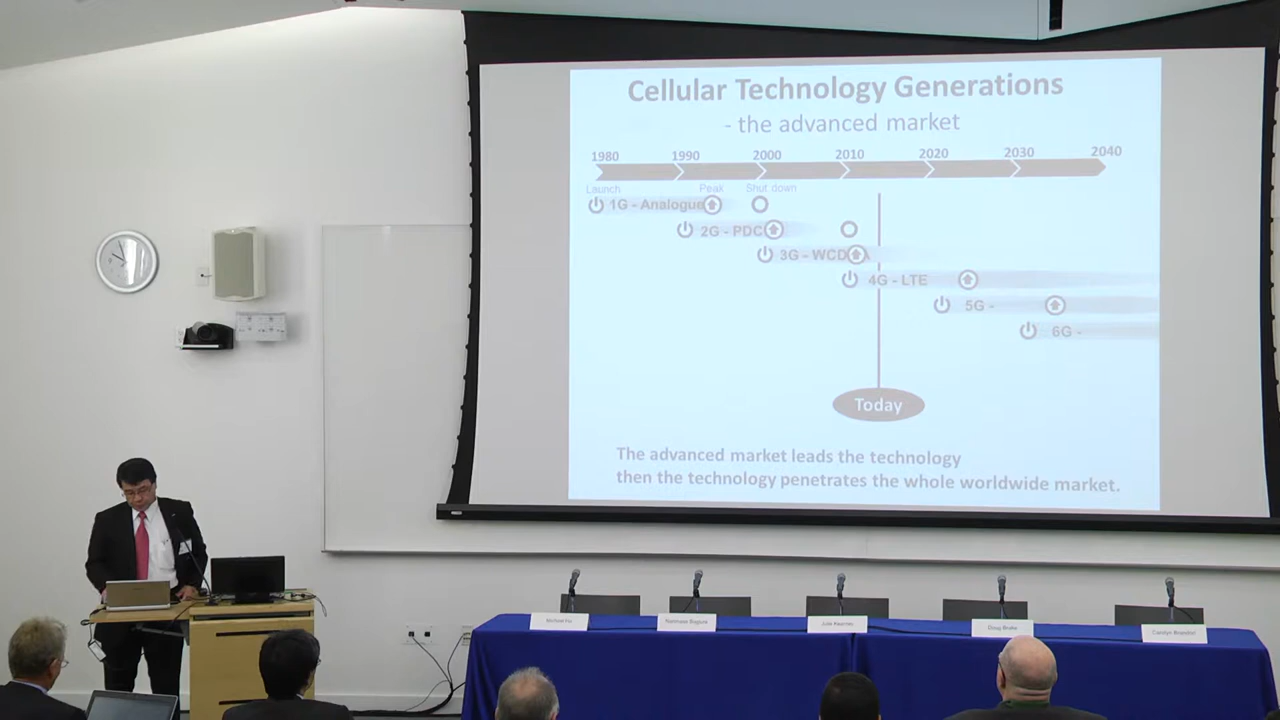 Cellular Technology Generations
- the advanced market
1980 1990 2000 2010 2020 2030 2040
Launch Peak Shut down
1G - Analogue
2G - PDC
3G - WCD
4G - LTE
5G -
6G -
Today
The advanced market leads the technology
then the technology penetrates the whole worldwide market.
Doug Brake